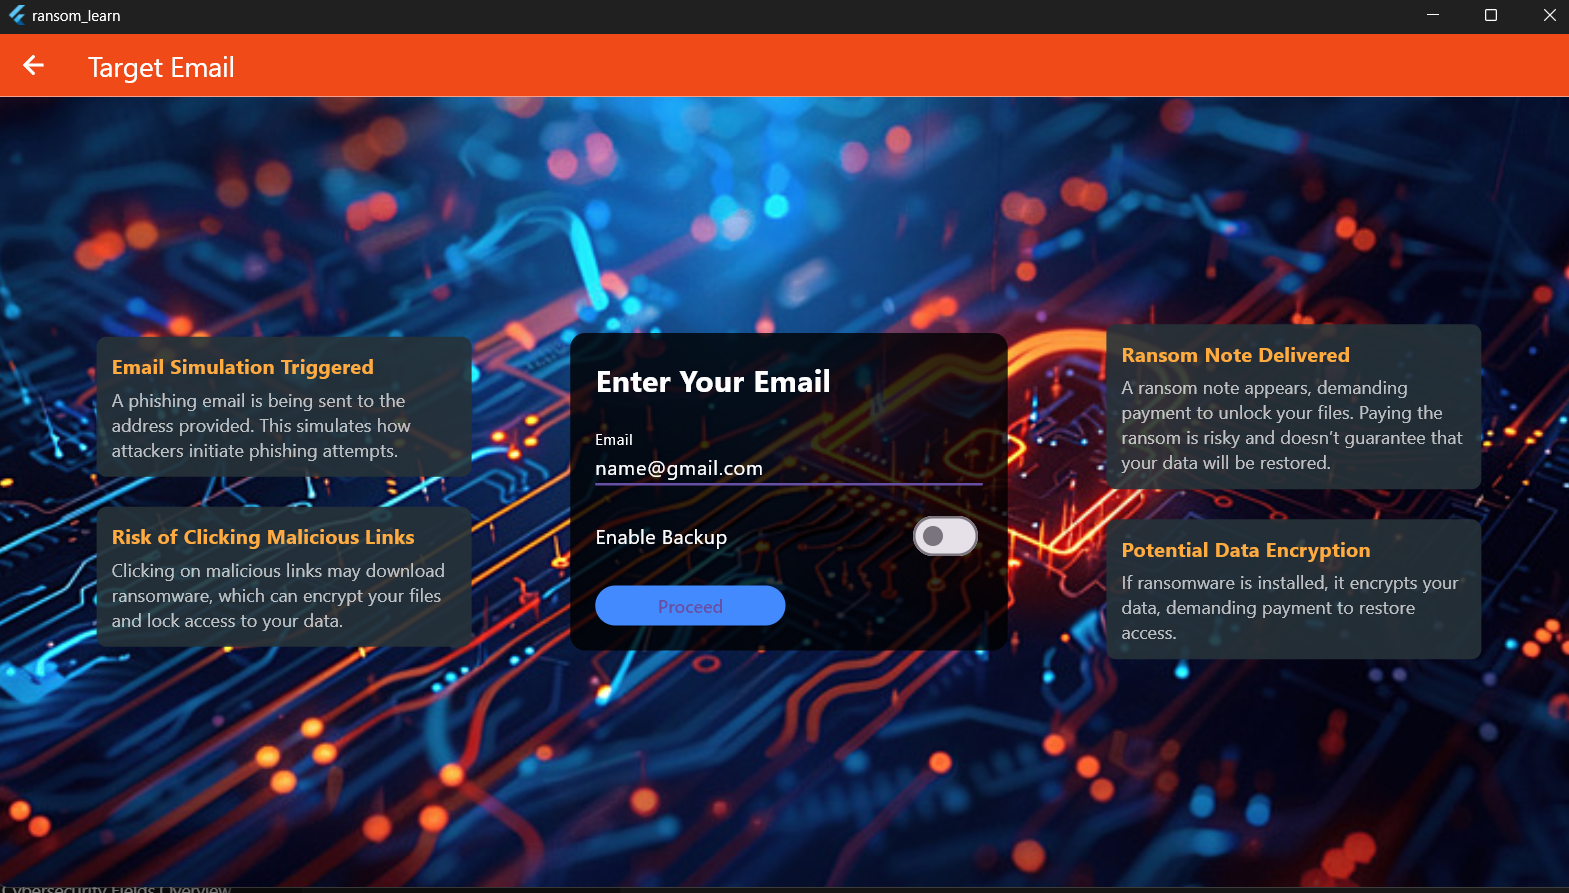 ransom_learn
Target Email
Email Simulation Triggered
A phishing email is being sent to the
address provided. This simulates how
attackers initiate phishing attempts.
Risk of Clicking Malicious Links
Clicking on malicious links may download
ransomware, which can encrypt your files
and lock access to your data.
Enter Your Email
Email
name@gmail.com
Enable Backup
Proceed
Ransom Note Delivered
A ransom note appears, demanding
payment to unlock your files. Paying the
ransom is risky and doesn’t guarantee that
your data will be restored.
Potential Data Encryption
If ransomware is installed, it encrypts your
data, demanding payment to restore
access.
Cybersecurity Fields Overview